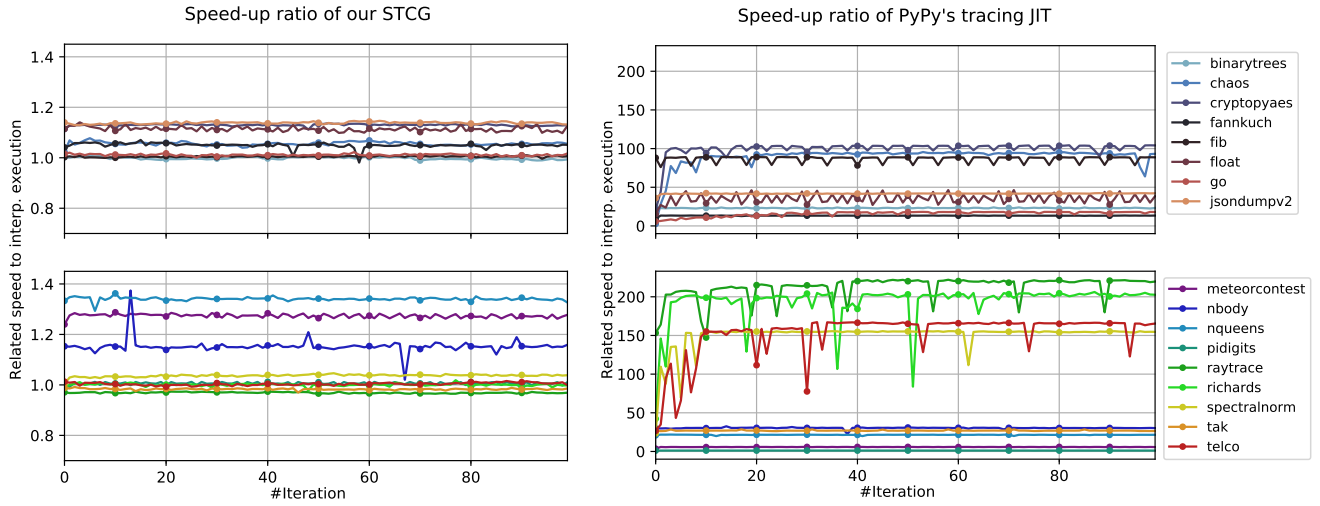 Speed-up ratio of our STCG
Speed-up ratio of PyPy's tracing JIT
Related speed to interp. execution
1.4
1.2
1.0
0.8
1.4
1.2
1.0
0.8
0
20
40
60
80
#Iteration
Related speed to interp. execution
200
150
100
50
0
200
150
100
50
0
0
20
40
60
80
#Iteration
binarytrees
chaos
cryptopyaes
fannkuch
fib
float
go
jsondumpv2
meteorcontest
nbody
nqueens
pidigits
raytrace
richards
spectralnorm
tak
telco